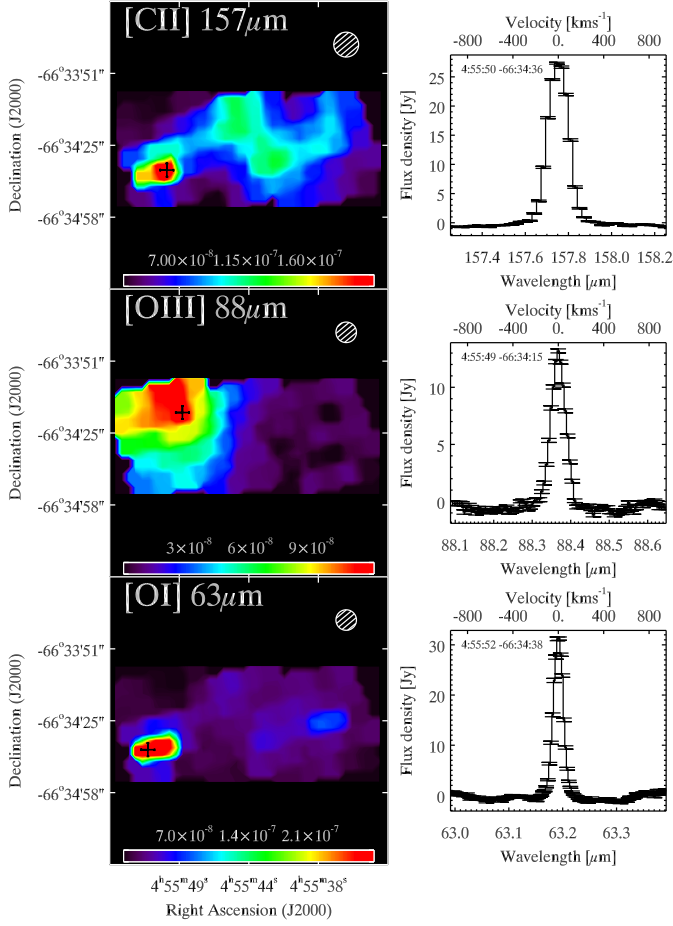 [CII] 157μm
Declination (J2000)
-66°33'51"
-66°34'25"
-66°34'58"
7.00×10⁻⁸ 1.15×10⁻⁷ 1.60×10⁻⁷
Velocity [kms⁻¹]
-800 -400 0. 400 800
4:55:50 -66:34:36
Flux density [Jy]
25
20
15
10
5
0
157.4 157.6 157.8 158.0 158.2
Wavelength [μm]
[OIII] 88μm
Declination (J2000)
-66°33'51"
-66°34'25"
-66°34'58"
3×10⁻⁸ 6×10⁻⁸ 9×10⁻⁸
Velocity [kms⁻¹]
-800 -400 0. 400 800
4:55:49 -66:34:15
Flux density [Jy]
10
5
0
88.1 88.2 88.3 88.4 88.5 88.6
Wavelength [μm]
[OI] 63μm
Declination (J2000)
-66°33'51"
-66°34'25"
-66°34'58"
7.0×10⁻⁸ 1.4×10⁻⁷ 2.1×10⁻⁷
4ʰ55ᵐ49ˢ 4ʰ55ᵐ44ˢ 4ʰ55ᵐ38ˢ
Right Ascension (J2000)
Velocity [kms⁻¹]
-800 -400 0. 400 800
4:55:52 -66:34:38
Flux density [Jy]
30
20
10
0
63.0 63.1 63.2 63.3
Wavelength [μm]